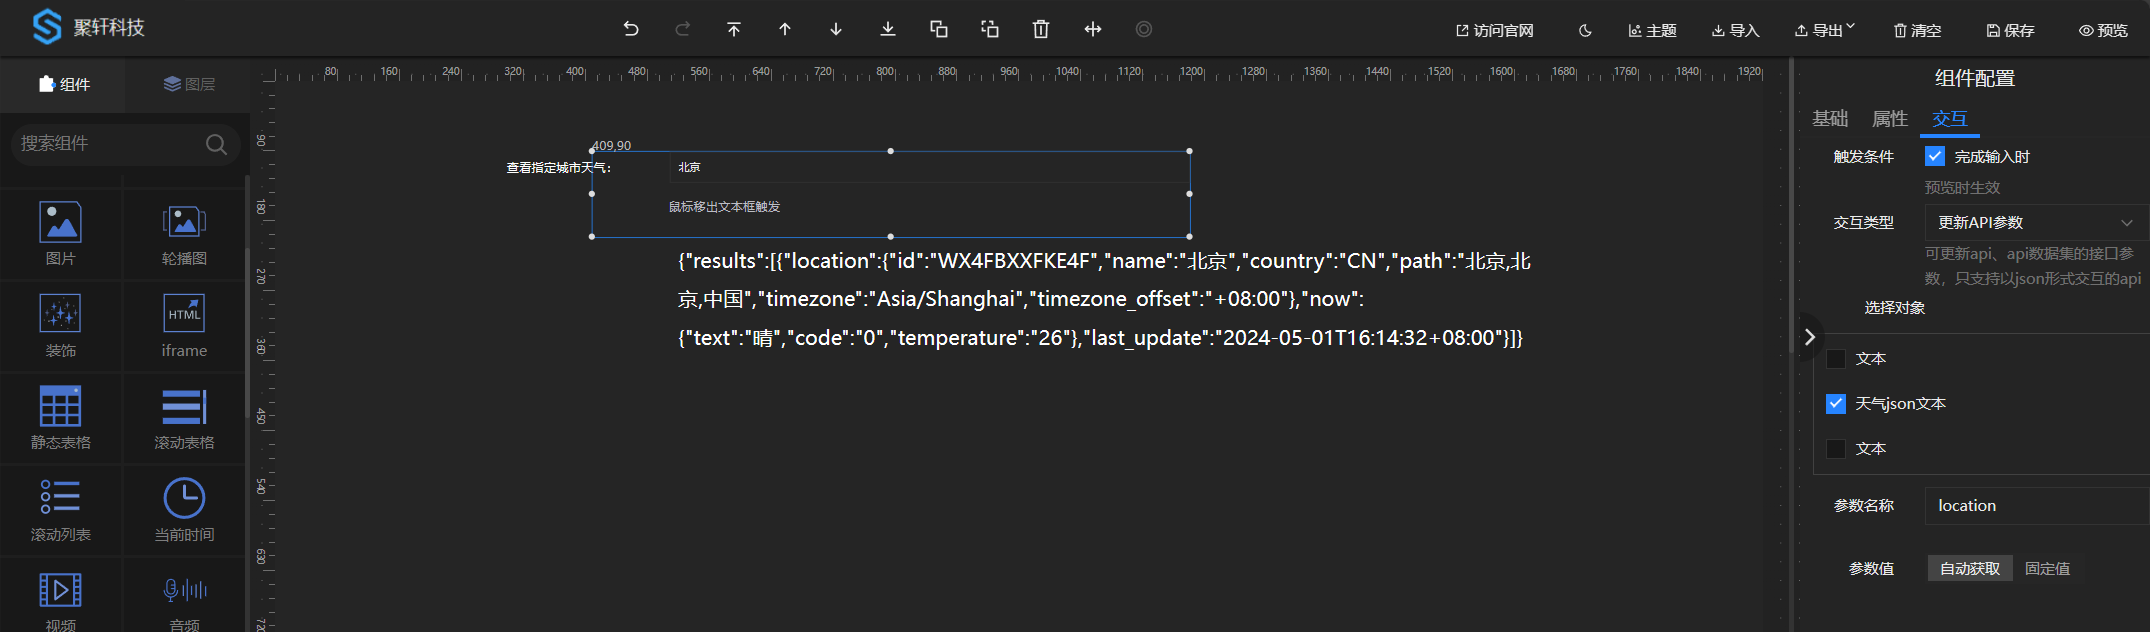 聚轩科技
访问官网
主题
导入
导出
清空
保存
预览
组件
图层
搜索组件
图片
轮播图
装饰
HTML
iframe
静态表格
滚动表格
滚动列表
当前时间
视频
音频
80 160 240 320 400 480 560 640 720 800 880 960 1040 1120 1200 1280 1360 1440 1520 1600 1680 1760 1840 1920
90
180
270
360
450
540
630
720
409,90
查看指定城市天气：
北京
鼠标移出文本框触发
{"results":[{"location":{"id":"WX4FBXXFKE4F","name":"北京","country":"CN","path":"北京,北
京,中国","timezone":"Asia/Shanghai","timezone_offset":"+08:00"},"now":
{"text":"晴","code":"0","temperature":"26"},"last_update":"2024-05-01T16:14:32+08:00"}]}
组件配置
基础 属性 交互
触发条件 完成输入时
预览时生效
交互类型 更新API参数
可更新api、api数据集的接口参
数，只支持以json形式交互的api
选择对象
文本
天气json文本
文本
参数名称 location
参数值 自动获取 固定值